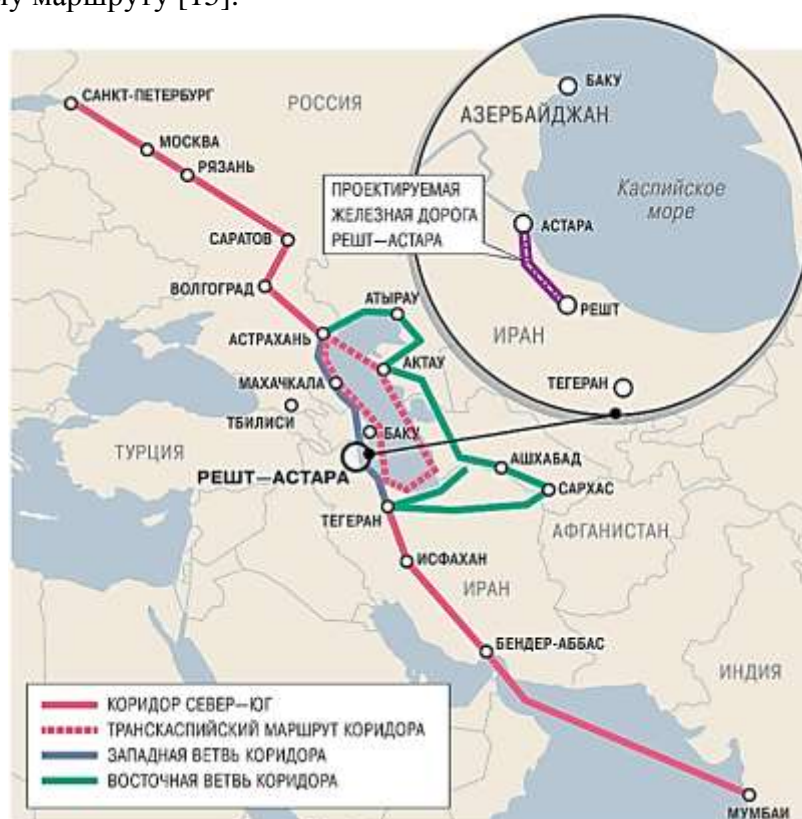 му маршруту [15].
САНКТ-ПЕТЕРБУРГ
РОССИЯ
МОСКВА
РЯЗАНЬ
САРАТОВ
ВОЛГОГРАД
АСТРАХАНЬ
АТЫРАУ
АКТАУ
МАХАЧКАЛА
ТБИЛИСИ
БАКУ
ТУРЦИЯ
РЕШТ—АСТАРА
АШХАБАД
САРХАС
ТЕГЕРАН
АФГАНИСТАН
ИСФАХАН
ИРАН
БЕНДЕР-АББАС
ИНДИЯ
МУМБАИ
БАКУ
АЗЕРБАЙДЖАН
Каспийское
море
ПРОЕКТИРУЕМАЯ
ЖЕЛЕЗНАЯ ДОРОГА
РЕШТ—АСТАРА
АСТАРА
РЕШТ
ИРАН
ТЕГЕРАН
КОРИДОР СЕВЕР—ЮГ
ТРАНСКАСПИЙСКИЙ МАРШРУТ КОРИДОРА
ЗАПАДНАЯ ВЕТВЬ КОРИДОРА
ВОСТОЧНАЯ ВЕТВЬ КОРИДОРА